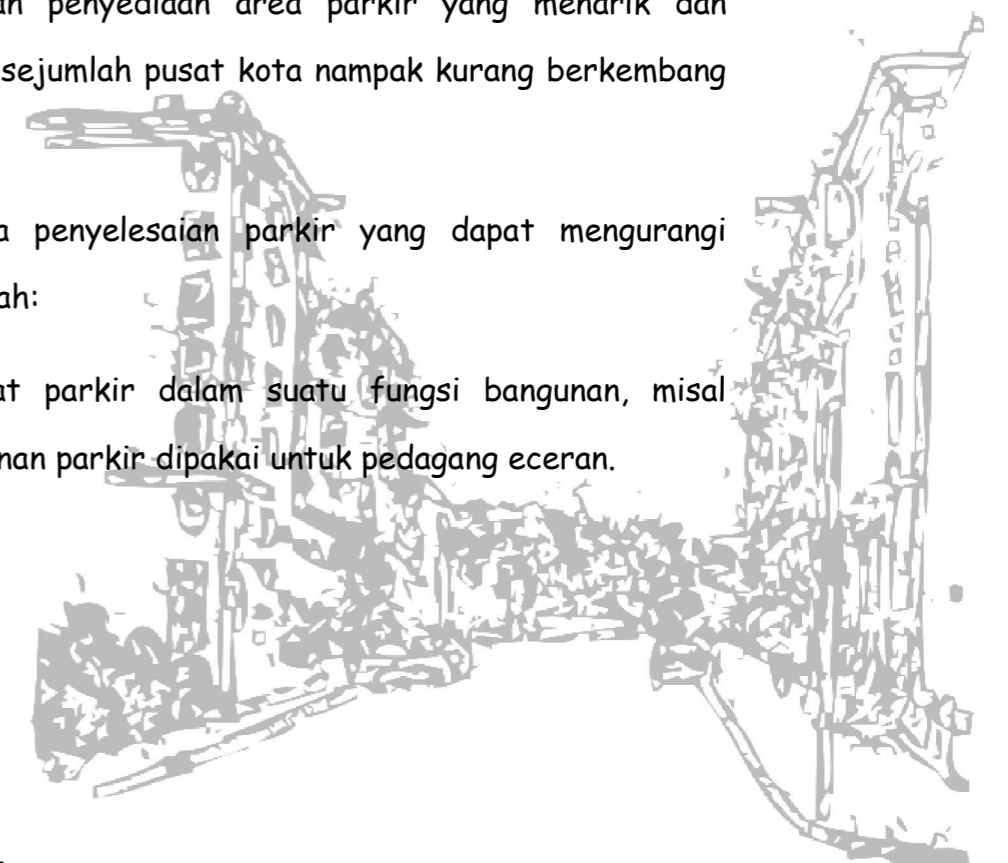 penyediaan area parkir yang menarik dan
sejumlah pusat kota nampak kurang berkembang
penyelesaian parkir yang dapat mengurangi
ah:
at parkir dalam suatu fungsi bangunan, misal
nan parkir dipakai untuk pedagang eceran.